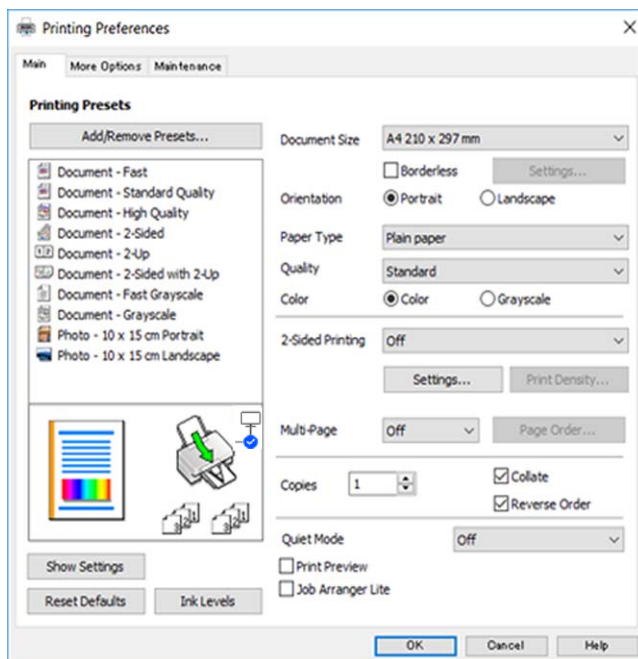 Printing Preferences
Main More Options Maintenance
Printing Presets
Add/Remove Presets...
Document - Fast
Document - Standard Quality
Document - High Quality
Document - 2-Sided
Document - 2-Up
Document - 2-Sided with 2-Up
Document - Fast Grayscale
Document - Grayscale
Photo - 10 x 15 cm Portrait
Photo - 10 x 15 cm Landscape
Show Settings
Reset Defaults Ink Levels
Document Size A4 210 x 297 mm
Borderless Settings...
Orientation Portrait Landscape
Paper Type Plain paper
Quality Standard
Color Color Grayscale
2-Sided Printing Off
Settings... Print Density...
Multi-Page Off Page Order...
Copies 1 Collate
Reverse Order
Quiet Mode Off
Print Preview
Job Arranger Lite
OK Cancel Help